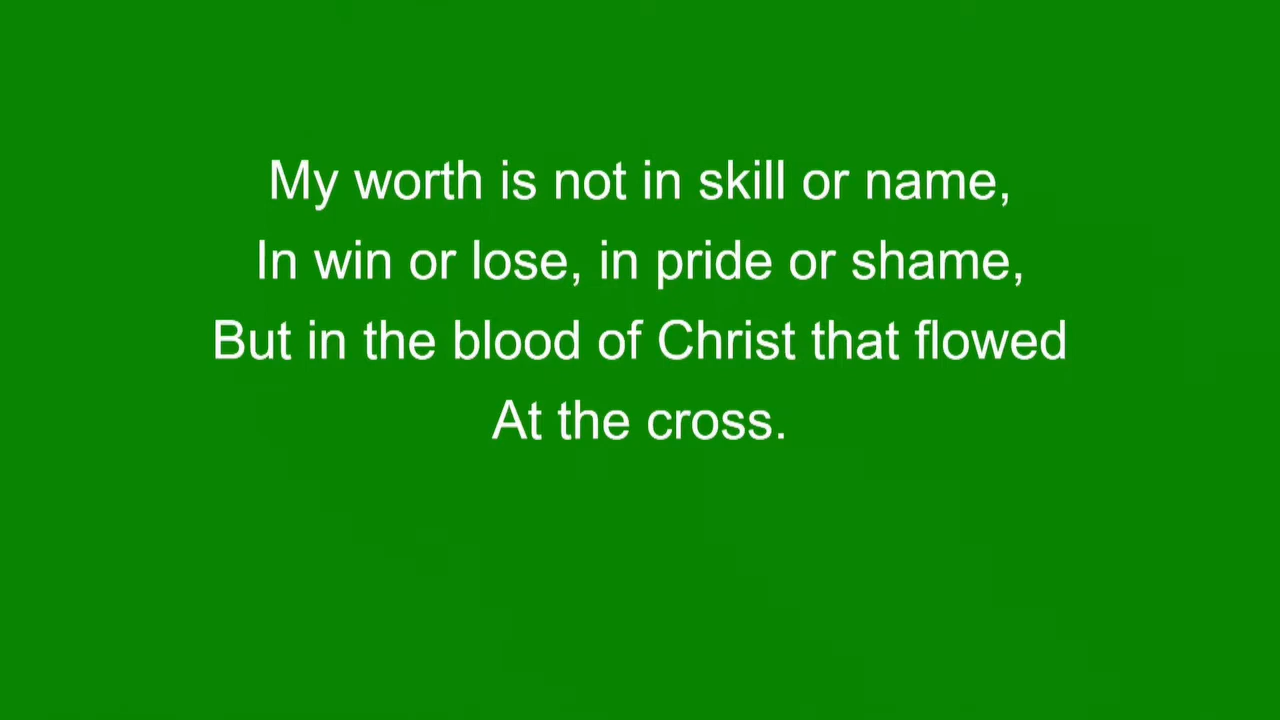 My worth is not in skill or name,
In win or lose, in pride or shame,
But in the blood of Christ that flowed
At the cross.